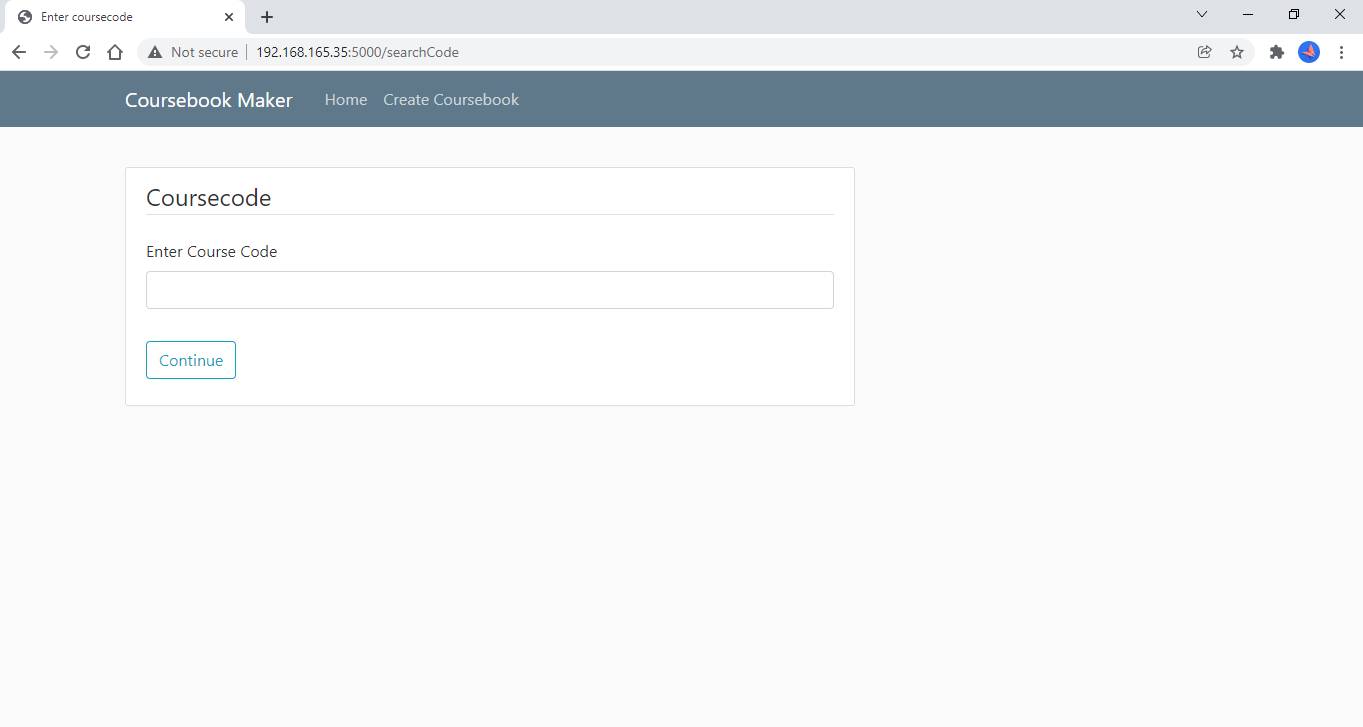 Enter coursecode
Not secure 192.168.165.35:5000/searchCode
Coursebook Maker Home Create Coursebook
Coursecode
Enter Course Code
Continue